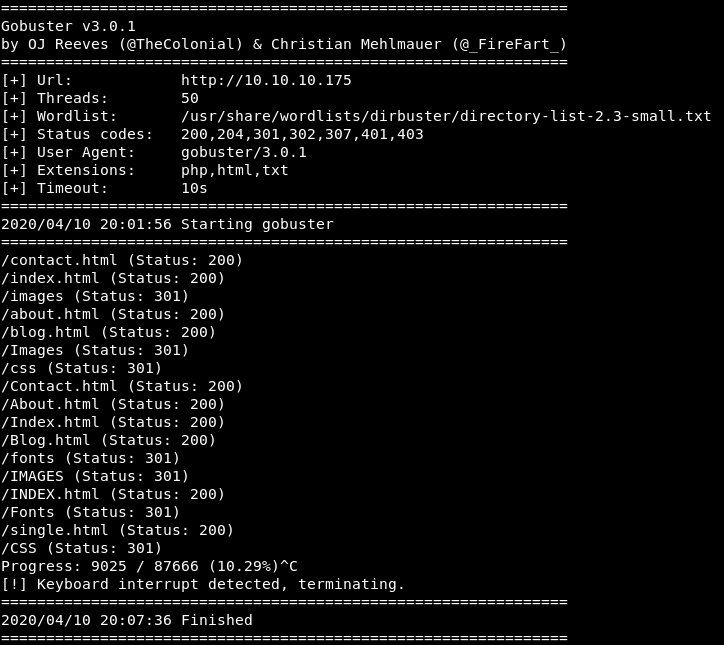 ===============================================================
Gobuster v3.0.1
by OJ Reeves (@TheColonial) & Christian Mehlmauer (@_FireFart_)
===============================================================
[+] Url:            http://10.10.10.175
[+] Threads:        50
[+] Wordlist:       /usr/share/wordlists/dirbuster/directory-list-2.3-small.txt
[+] Status codes:   200,204,301,302,307,401,403
[+] User Agent:     gobuster/3.0.1
[+] Extensions:     php,html,txt
[+] Timeout:        10s
===============================================================
2020/04/10 20:01:56 Starting gobuster
===============================================================
/contact.html (Status: 200)
/index.html (Status: 200)
/images (Status: 301)
/about.html (Status: 200)
/blog.html (Status: 200)
/Images (Status: 301)
/css (Status: 301)
/Contact.html (Status: 200)
/About.html (Status: 200)
/Index.html (Status: 200)
/Blog.html (Status: 200)
/fonts (Status: 301)
/IMAGES (Status: 301)
/INDEX.html (Status: 200)
/Fonts (Status: 301)
/single.html (Status: 200)
/CSS (Status: 301)
Progress: 9025 / 87666 (10.29%)^C
[!] Keyboard interrupt detected, terminating.
===============================================================
2020/04/10 20:07:36 Finished
===============================================================